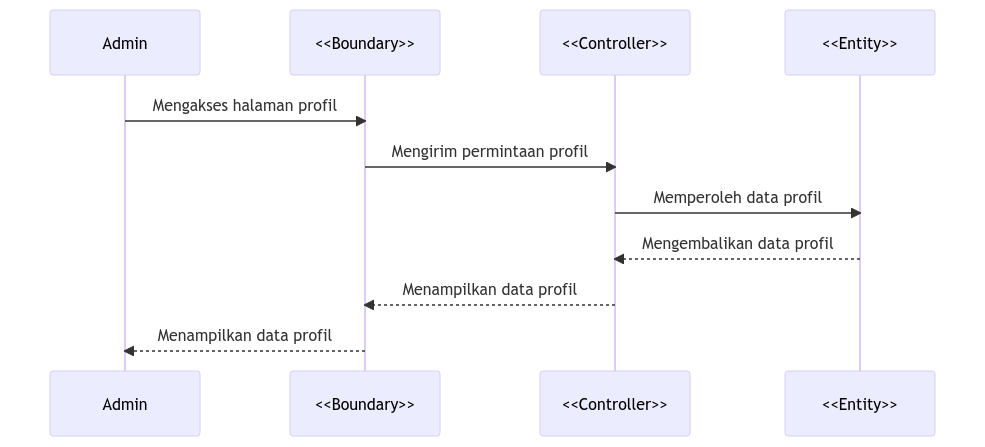 Admin
<<Boundary>>
<<Controller>>
<<Entity>>
Mengakses halaman profil
Mengirim permintaan profil
Memperoleh data profil
Mengembalikan data profil
Menampilkan data profil
Menampilkan data profil
Admin
<<Boundary>>
<<Controller>>
<<Entity>>